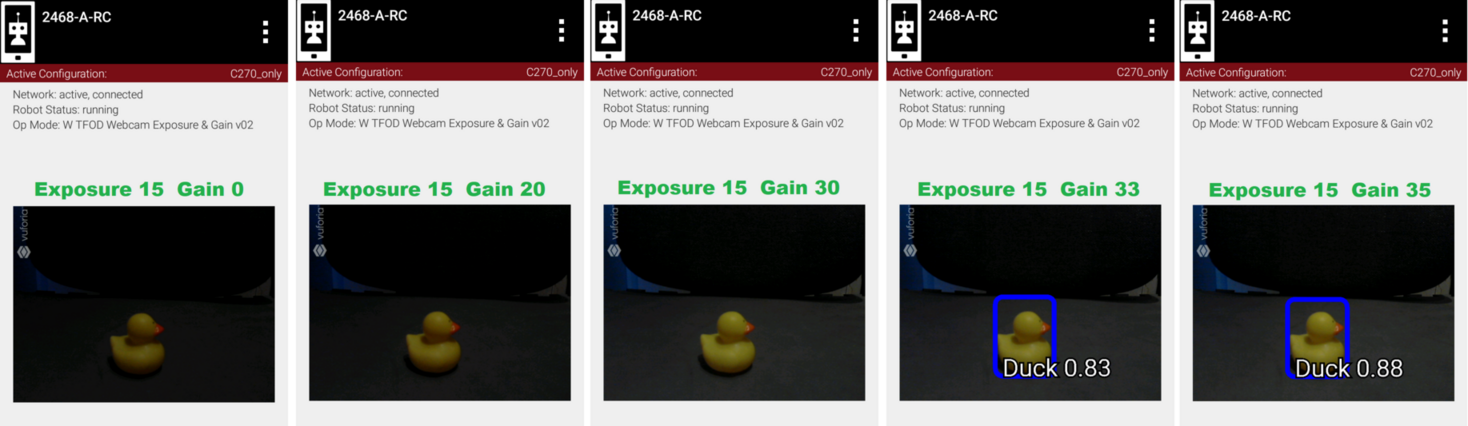 2468-A-RC
Active Configuration: C270_only
Network: active, connected
Robot Status: running
Op Mode: W TFOD Webcam Exposure & Gain v02
Exposure 15 Gain 0
vuforia
2468-A-RC
Active Configuration: C270_only
Network: active, connected
Robot Status: running
Op Mode: W TFOD Webcam Exposure & Gain v02
Exposure 15 Gain 20
vuforia
2468-A-RC
Active Configuration: C270_only
Network: active, connected
Robot Status: running
Op Mode: W TFOD Webcam Exposure & Gain v02
Exposure 15 Gain 30
vuforia
2468-A-RC
Active Configuration: C270_only
Network: active, connected
Robot Status: running
Op Mode: W TFOD Webcam Exposure & Gain v02
Exposure 15 Gain 33
vuforia
Duck 0.83
2468-A-RC
Active Configuration: C270_only
Network: active, connected
Robot Status: running
Op Mode: W TFOD Webcam Exposure & Gain v02
Exposure 15 Gain 35
vuforia
Duck 0.88